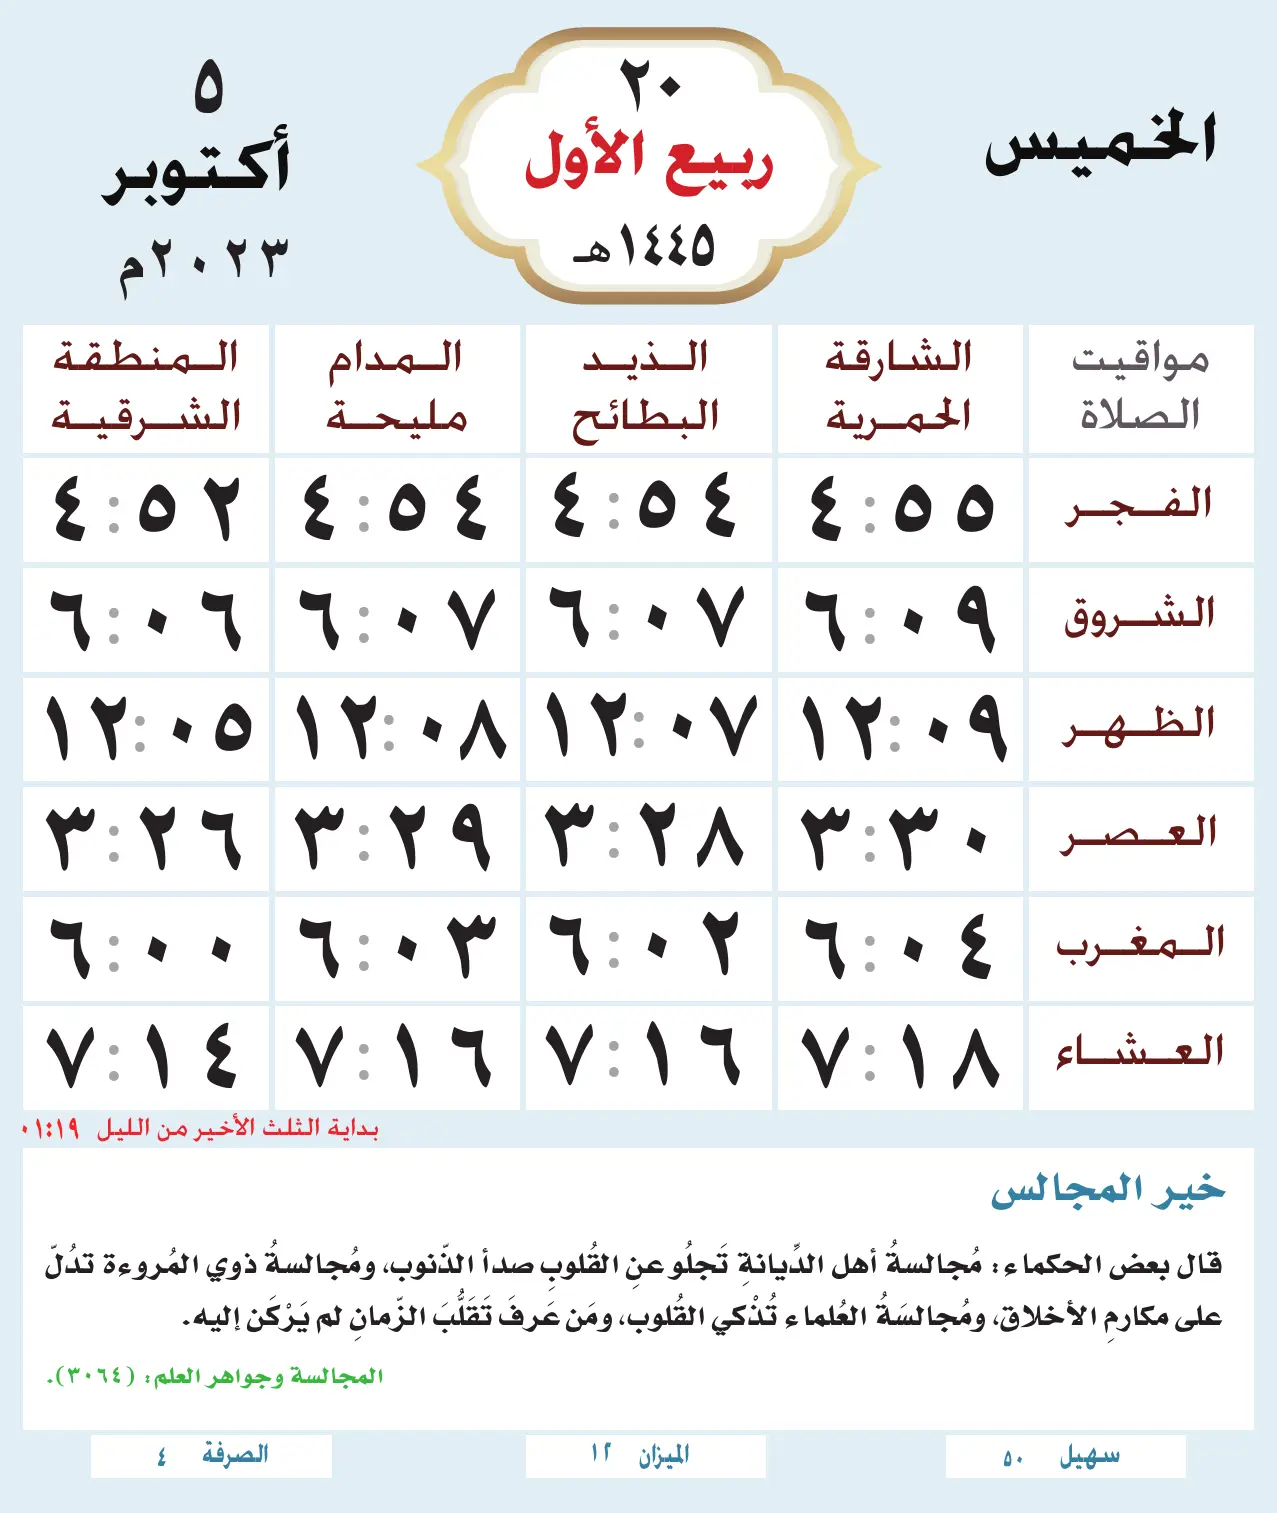 الخميس
٢٠
ربيع الأول
١٤٤٥هـ
٥
أكتوبر
٢٠٢٣م
مواقيت الصلاة
الشارقة الحمرية
الذيد البطائح
المدام مليحة
المنطقة الشرقية
الفجر ٤:٥٥ ٤:٥٤ ٤:٥٤ ٤:٥٢
الشروق ٦:٠٩ ٦:٠٧ ٦:٠٧ ٦:٠٦
الظهر ١٢:٠٩ ١٢:٠٧ ١٢:٠٨ ١٢:٠٥
العصر ٣:٣٠ ٣:٢٨ ٣:٢٩ ٣:٢٦
المغرب ٦:٠٤ ٦:٠٢ ٦:٠٣ ٦:٠٠
العشاء ٧:١٨ ٧:١٦ ٧:١٦ ٧:١٤
بداية الثلث الأخير من الليل ٠١:١٩
خير المجالس
قال بعض الحكماء: مُجالسةُ أهل الدِّيانةِ تَجلُو عنِ القُلوبِ صدأ الذّنوب، ومُجالسةُ ذوي المُروءة تدُلّ
على مكارمِ الأخلاق، ومُجالسَةُ العُلماء تُذْكي القُلوب، ومَن عَرفَ تَقَلُّبَ الزّمانِ لم يَرْكَن إليه.
المجالسة وجواهر العلم: (٣٠٦٤).
سهيل ٥٠
الميزان ١٢
الصرفة ٤